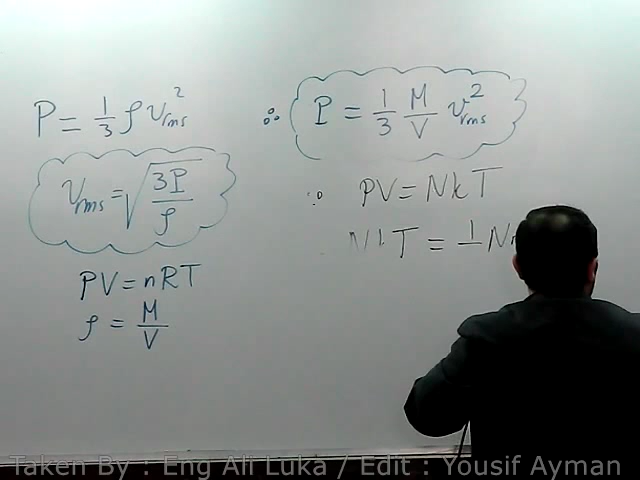 P = 1/3 ρ v_rms²
v_rms = √(3P/ρ)
PV = nRT
ρ = M/V
∴ P = 1/3 M/V v_rms²
∵ PV = NkT
NkT = 1/3 N
Taken By : Eng Ali Luka / Edit : Yousif Ayman